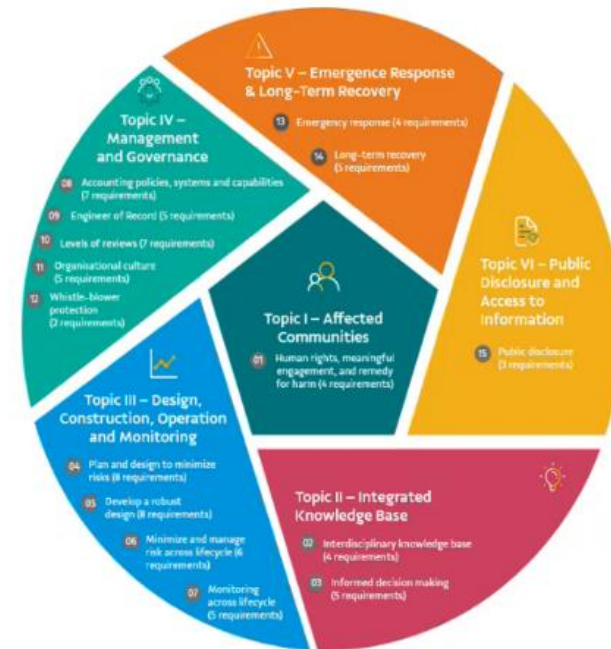 Topic V – Emergence Response
& Long-Term Recovery
13 Emergency response (4 requirements)
14 Long-term recovery
(5 requirements)
Topic IV –
Management
and Governance
08 Accounting policies, systems and capabilities
(7 requirements)
09 Engineer of Record (5 requirements)
10 Levels of reviews (7 requirements)
11 Organisational culture
(5 requirements)
12 Whistle-blower
protection
(2 requirements)
Topic VI – Public
Disclosure and
Access to
Information
15 Public disclosure
(3 requirements)
Topic I – Affected
Communities
01 Human rights, meaningful
engagement, and remedy
for harm (4 requirements)
Topic III – Design,
Construction, Operation
and Monitoring
04 Plan and design to minimize
risks (8 requirements)
05 Develop a robust
design (8 requirements)
06 Minimize and manage
risk across lifecycle (6
requirements)
07 Monitoring
across lifecycle
(5 requirements)
Topic II – Integrated
Knowledge Base
02 Interdisciplinary knowledge base
(4 requirements)
03 Informed decision making
(5 requirements)